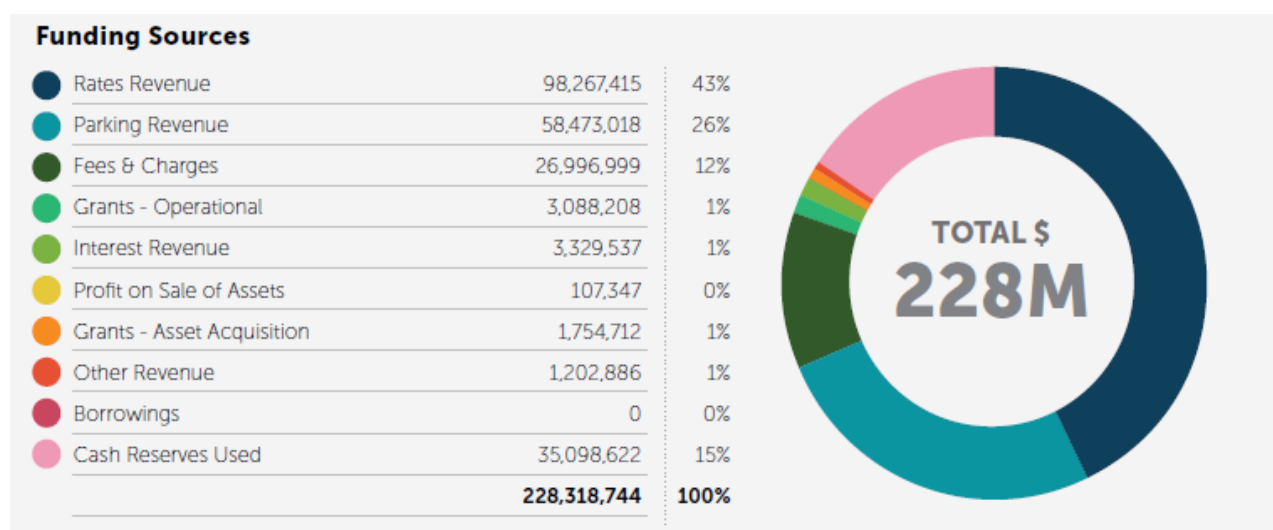 Funding Sources
Rates Revenue 98,267,415 43%
Parking Revenue 58,473,018 26%
Fees & Charges 26,996,999 12%
Grants - Operational 3,088,208 1%
Interest Revenue 3,329,537 1%
Profit on Sale of Assets 107,347 0%
Grants - Asset Acquisition 1,754,712 1%
Other Revenue 1,202,886 1%
Borrowings 0 0%
Cash Reserves Used 35,098,622 15%
228,318,744 100%
TOTAL $
228M